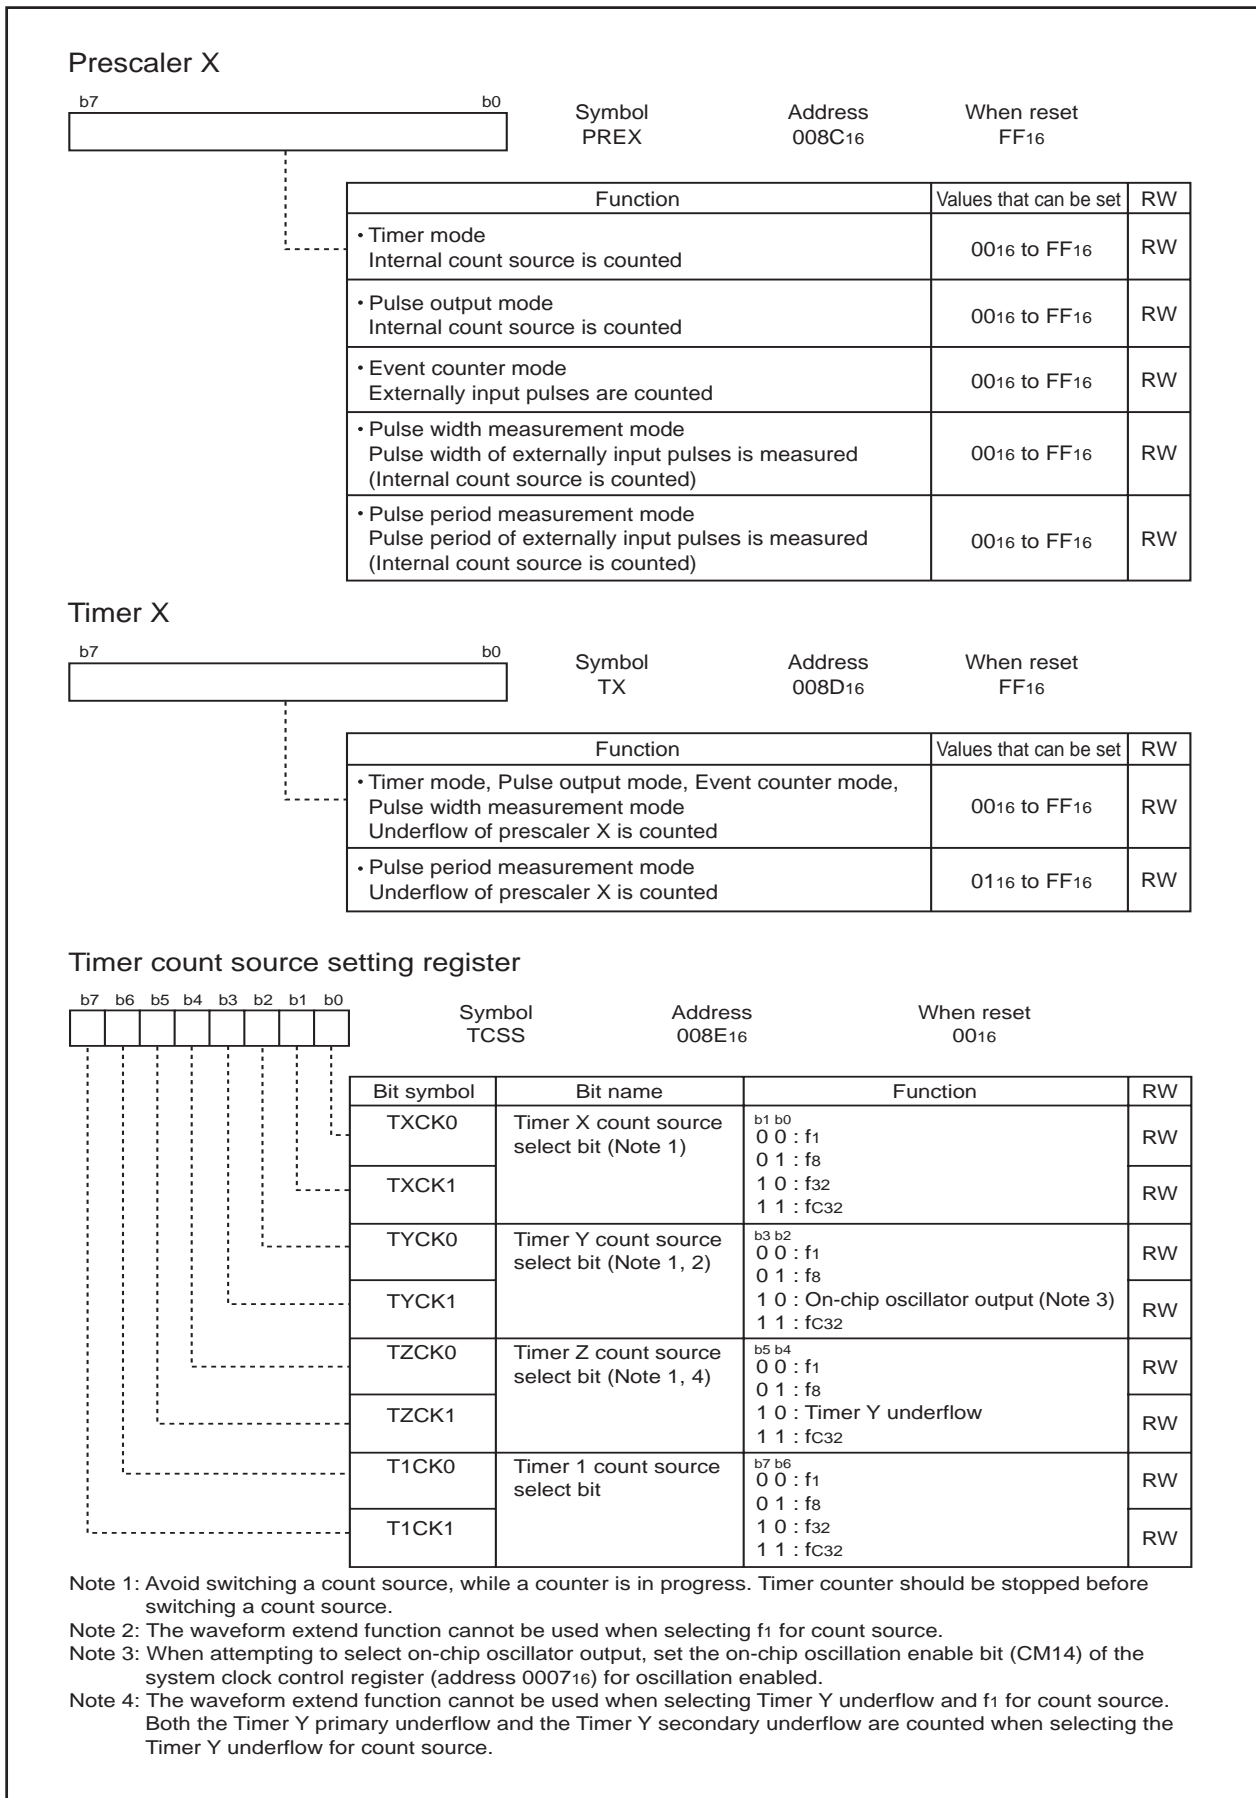 Prescaler X
b7 b0
Symbol Address When reset
PREX 008C16 FF16
Function Values that can be set RW
• Timer mode
Internal count source is counted
0016 to FF16 RW
• Pulse output mode
Internal count source is counted
0016 to FF16 RW
• Event counter mode
Externally input pulses are counted
0016 to FF16 RW
• Pulse width measurement mode
Pulse width of externally input pulses is measured
(Internal count source is counted)
0016 to FF16 RW
• Pulse period measurement mode
Pulse period of externally input pulses is measured
(Internal count source is counted)
0016 to FF16 RW
Timer X
b7 b0
Symbol Address When reset
TX 008D16 FF16
Function Values that can be set RW
• Timer mode, Pulse output mode, Event counter mode,
Pulse width measurement mode
Underflow of prescaler X is counted
0016 to FF16 RW
• Pulse period measurement mode
Underflow of prescaler X is counted
0116 to FF16 RW
Timer count source setting register
b7 b6 b5 b4 b3 b2 b1 b0
Symbol Address When reset
TCSS 008E16 0016
Bit symbol Bit name Function RW
TXCK0 Timer X count source
select bit (Note 1)
b1 b0
0 0 : f1
0 1 : f8
RW
TXCK1
1 0 : f32
1 1 : fC32
RW
TYCK0 Timer Y count source
select bit (Note 1, 2)
b3 b2
0 0 : f1
0 1 : f8
RW
TYCK1
1 0 : On-chip oscillator output (Note 3)
1 1 : fC32
RW
TZCK0 Timer Z count source
select bit (Note 1, 4)
b5 b4
0 0 : f1
0 1 : f8
RW
TZCK1
1 0 : Timer Y underflow
1 1 : fC32
RW
T1CK0 Timer 1 count source
select bit
b7 b6
0 0 : f1
0 1 : f8
RW
T1CK1
1 0 : f32
1 1 : fC32
RW
Note 1: Avoid switching a count source, while a counter is in progress. Timer counter should be stopped before
switching a count source.
Note 2: The waveform extend function cannot be used when selecting f1 for count source.
Note 3: When attempting to select on-chip oscillator output, set the on-chip oscillation enable bit (CM14) of the
system clock control register (address 000716) for oscillation enabled.
Note 4: The waveform extend function cannot be used when selecting Timer Y underflow and f1 for count source.
Both the Timer Y primary underflow and the Timer Y secondary underflow are counted when selecting the
Timer Y underflow for count source.